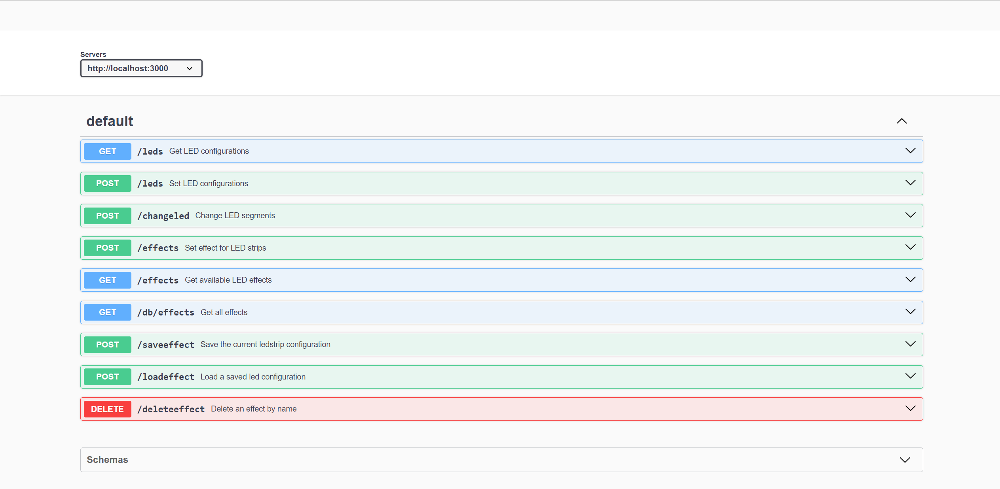 Servers
http://localhost:3000
default
GET /leds Get LED configurations
POST /leds Set LED configurations
POST /changeled Change LED segments
POST /effects Set effect for LED strips
GET /effects Get available LED effects
GET /db/effects Get all effects
POST /saveeffect Save the current ledstrip configuration
POST /loadeffect Load a saved led configuration
DELETE /deleteeffect Delete an effect by name
Schemas